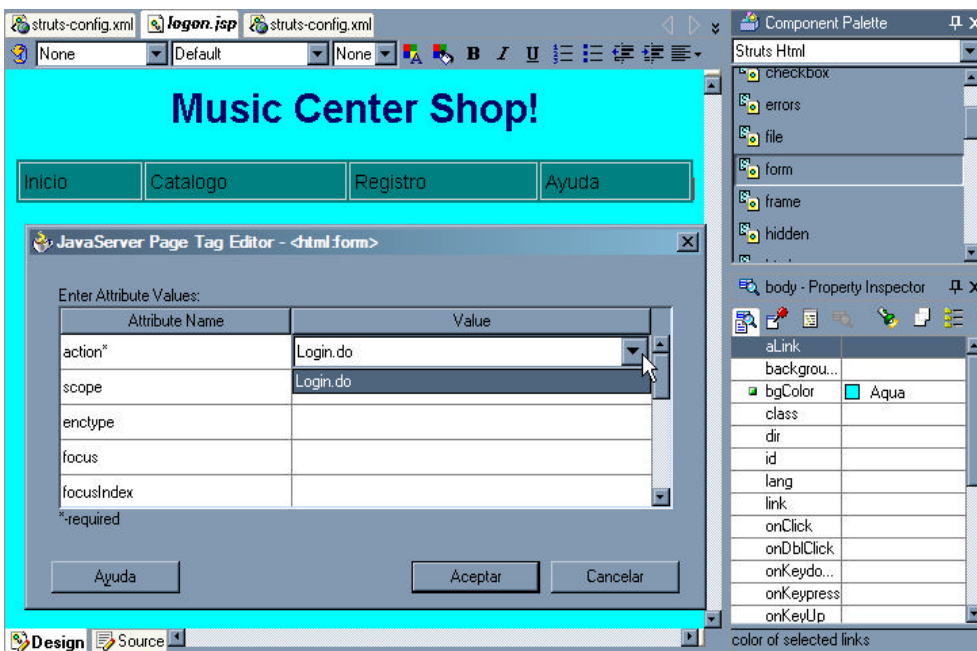 struts-config.xml logon.jsp struts-config.xml
None Default None B I U
Music Center Shop!
Inicio Catalogo Registro Ayuda
JavaServer Page Tag Editor - <html:form>
Enter Attribute Values:
Attribute Name Value
action* Login.do
Login.do
scope
enctype
focus
focusIndex
*-required
Ayuda Aceptar Cancelar
Design Source
Component Palette
Struts Html
checkbox
errors
file
form
frame
hidden
body - Property Inspector
aLink
backgrou...
bgColor Aqua
class
dir
id
lang
link
onClick
onDblClick
onKeydo...
onKeypress
onKeyUp
color of selected links